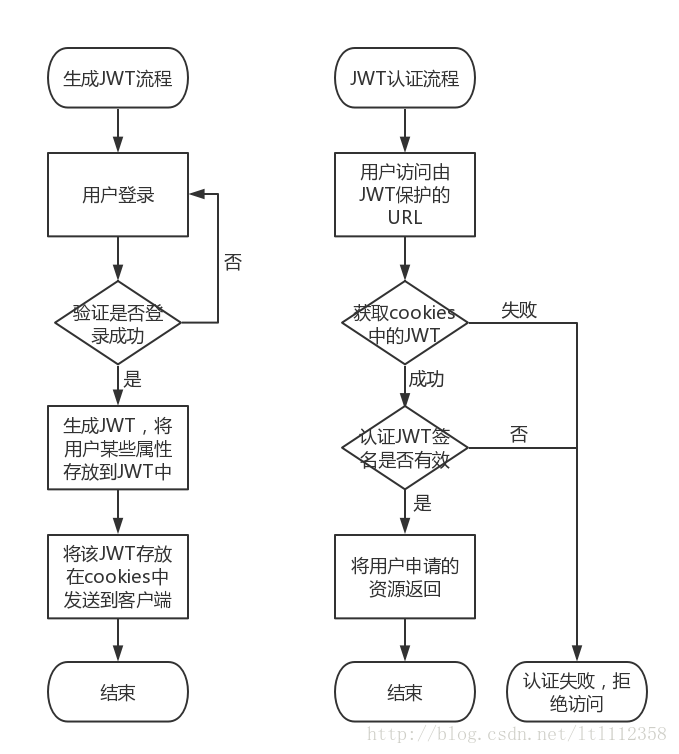 生成JWT流程
用户登录
否
验证是否登
录成功
是
生成JWT，将
用户某些属性
存放到JWT中
将该JWT存放
在cookies中
发送到客户端
结束
JWT认证流程
用户访问由
JWT保护的
URL
获取cookies
中的JWT
失败
成功
认证JWT签
名是否有效
否
是
将用户申请的
资源返回
结束
认证失败，拒
绝访问
http://blog.csdn.net/ltl112358